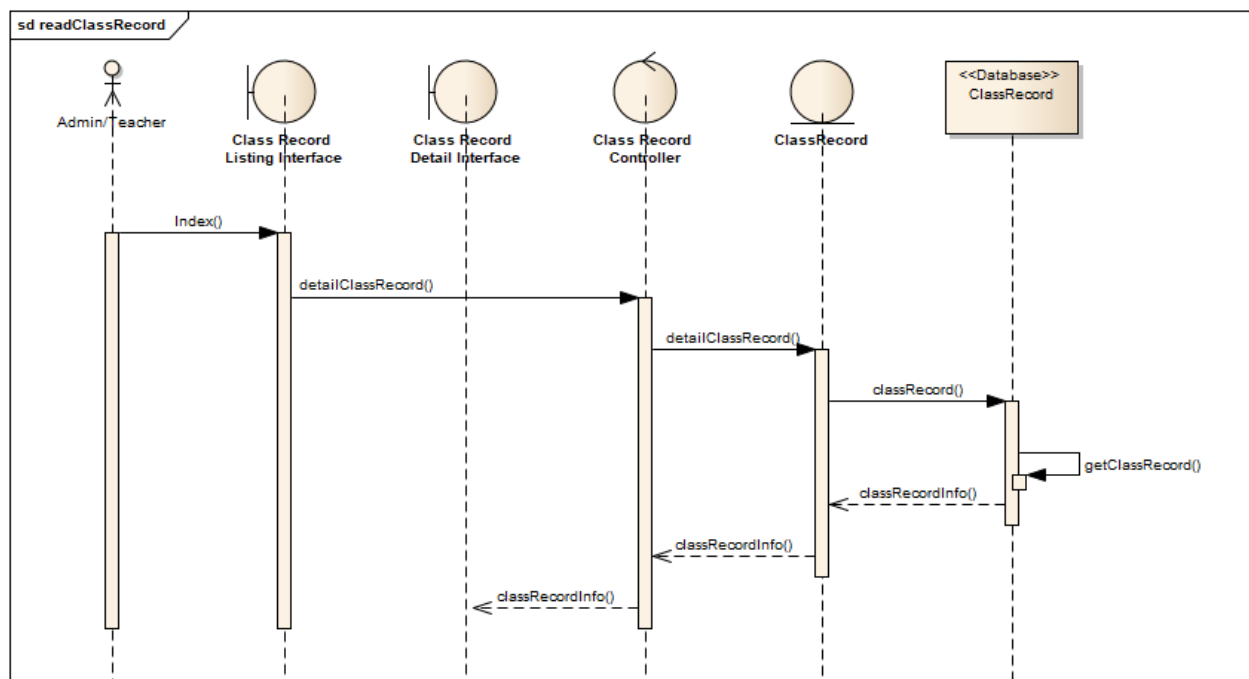 sd readClassRecord
Admin/Teacher
Class Record
Listing Interface
Class Record
Detail Interface
Class Record
Controller
ClassRecord
<<Database>>
ClassRecord
Index()
detailClassRecord()
detailClassRecord()
classRecord()
getClassRecord()
classRecordInfo()
classRecordInfo()
classRecordInfo()